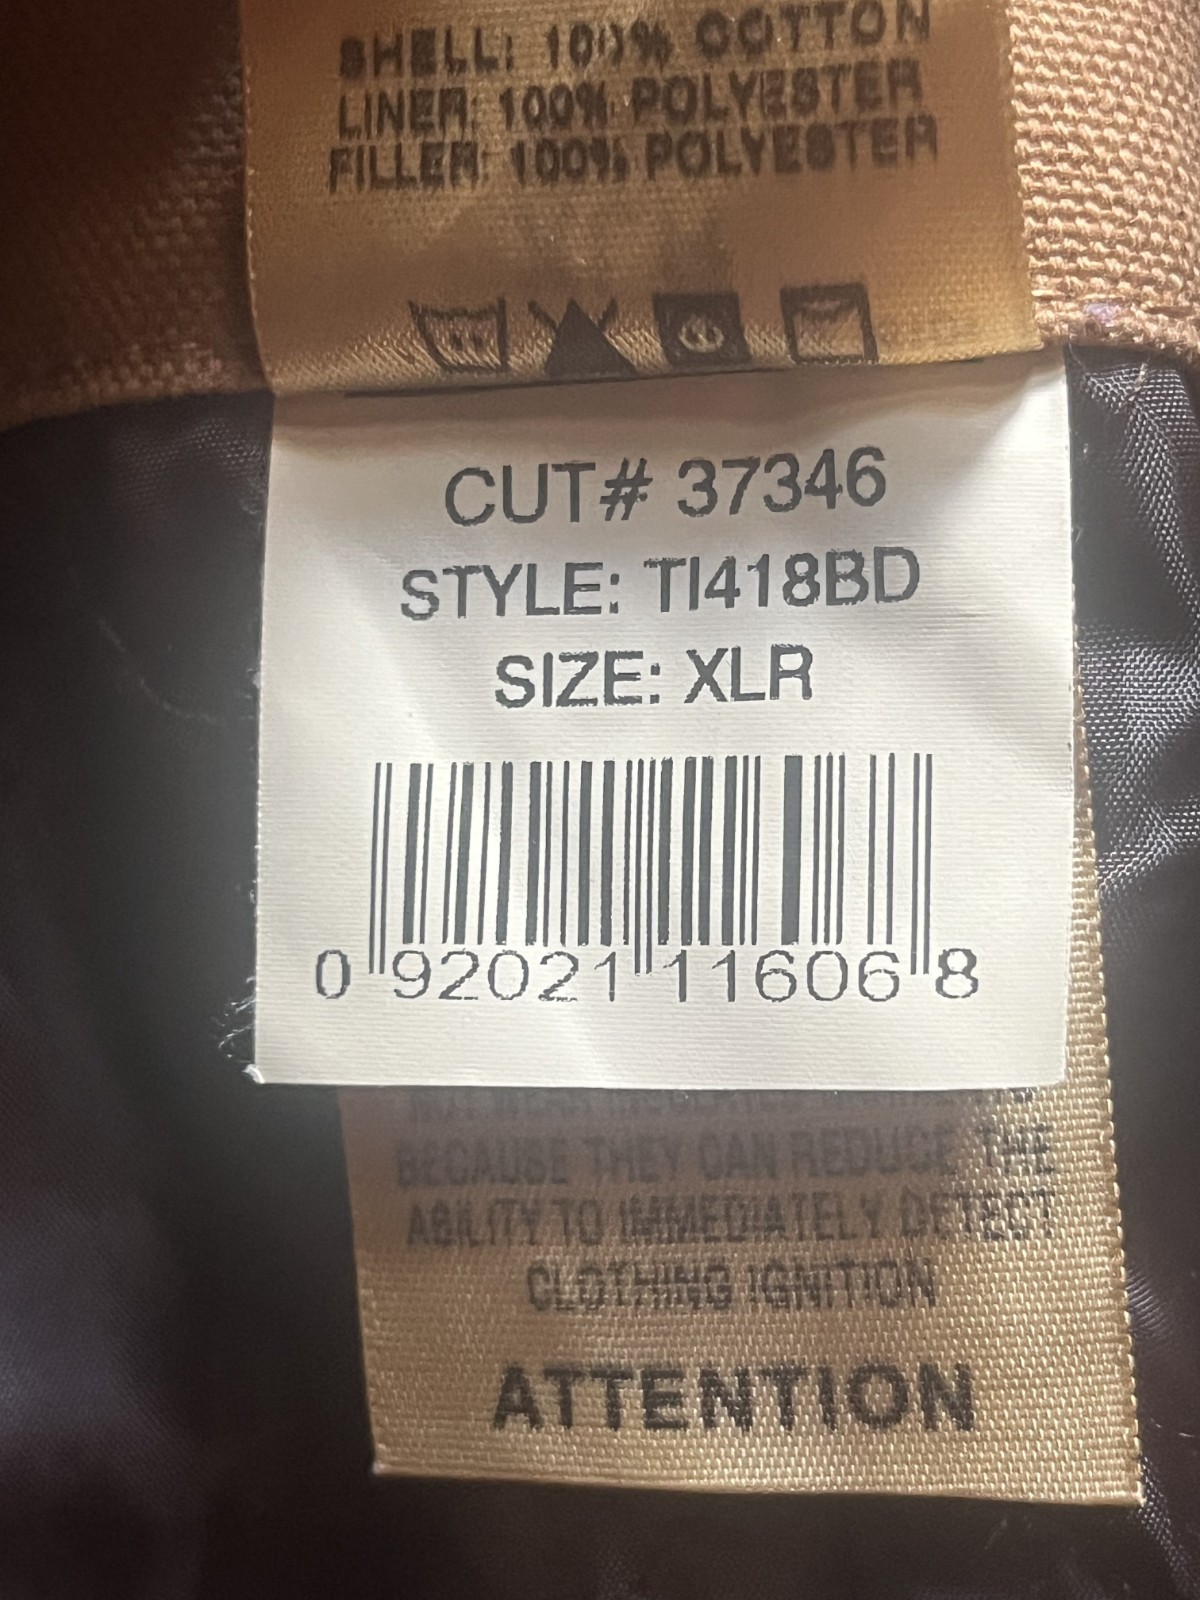 SHELL: 100% COTTON
LINER: 100% POLYESTER
FILLER: 100% POLYESTER
CUT# 37346
STYLE: TI418BD
SIZE: XLR
0 92021 11606 8
BECAUSE THEY CAN REDUCE THE
ABILITY TO IMMEDIATELY DETECT
CLOTHING IGNITION
ATTENTION